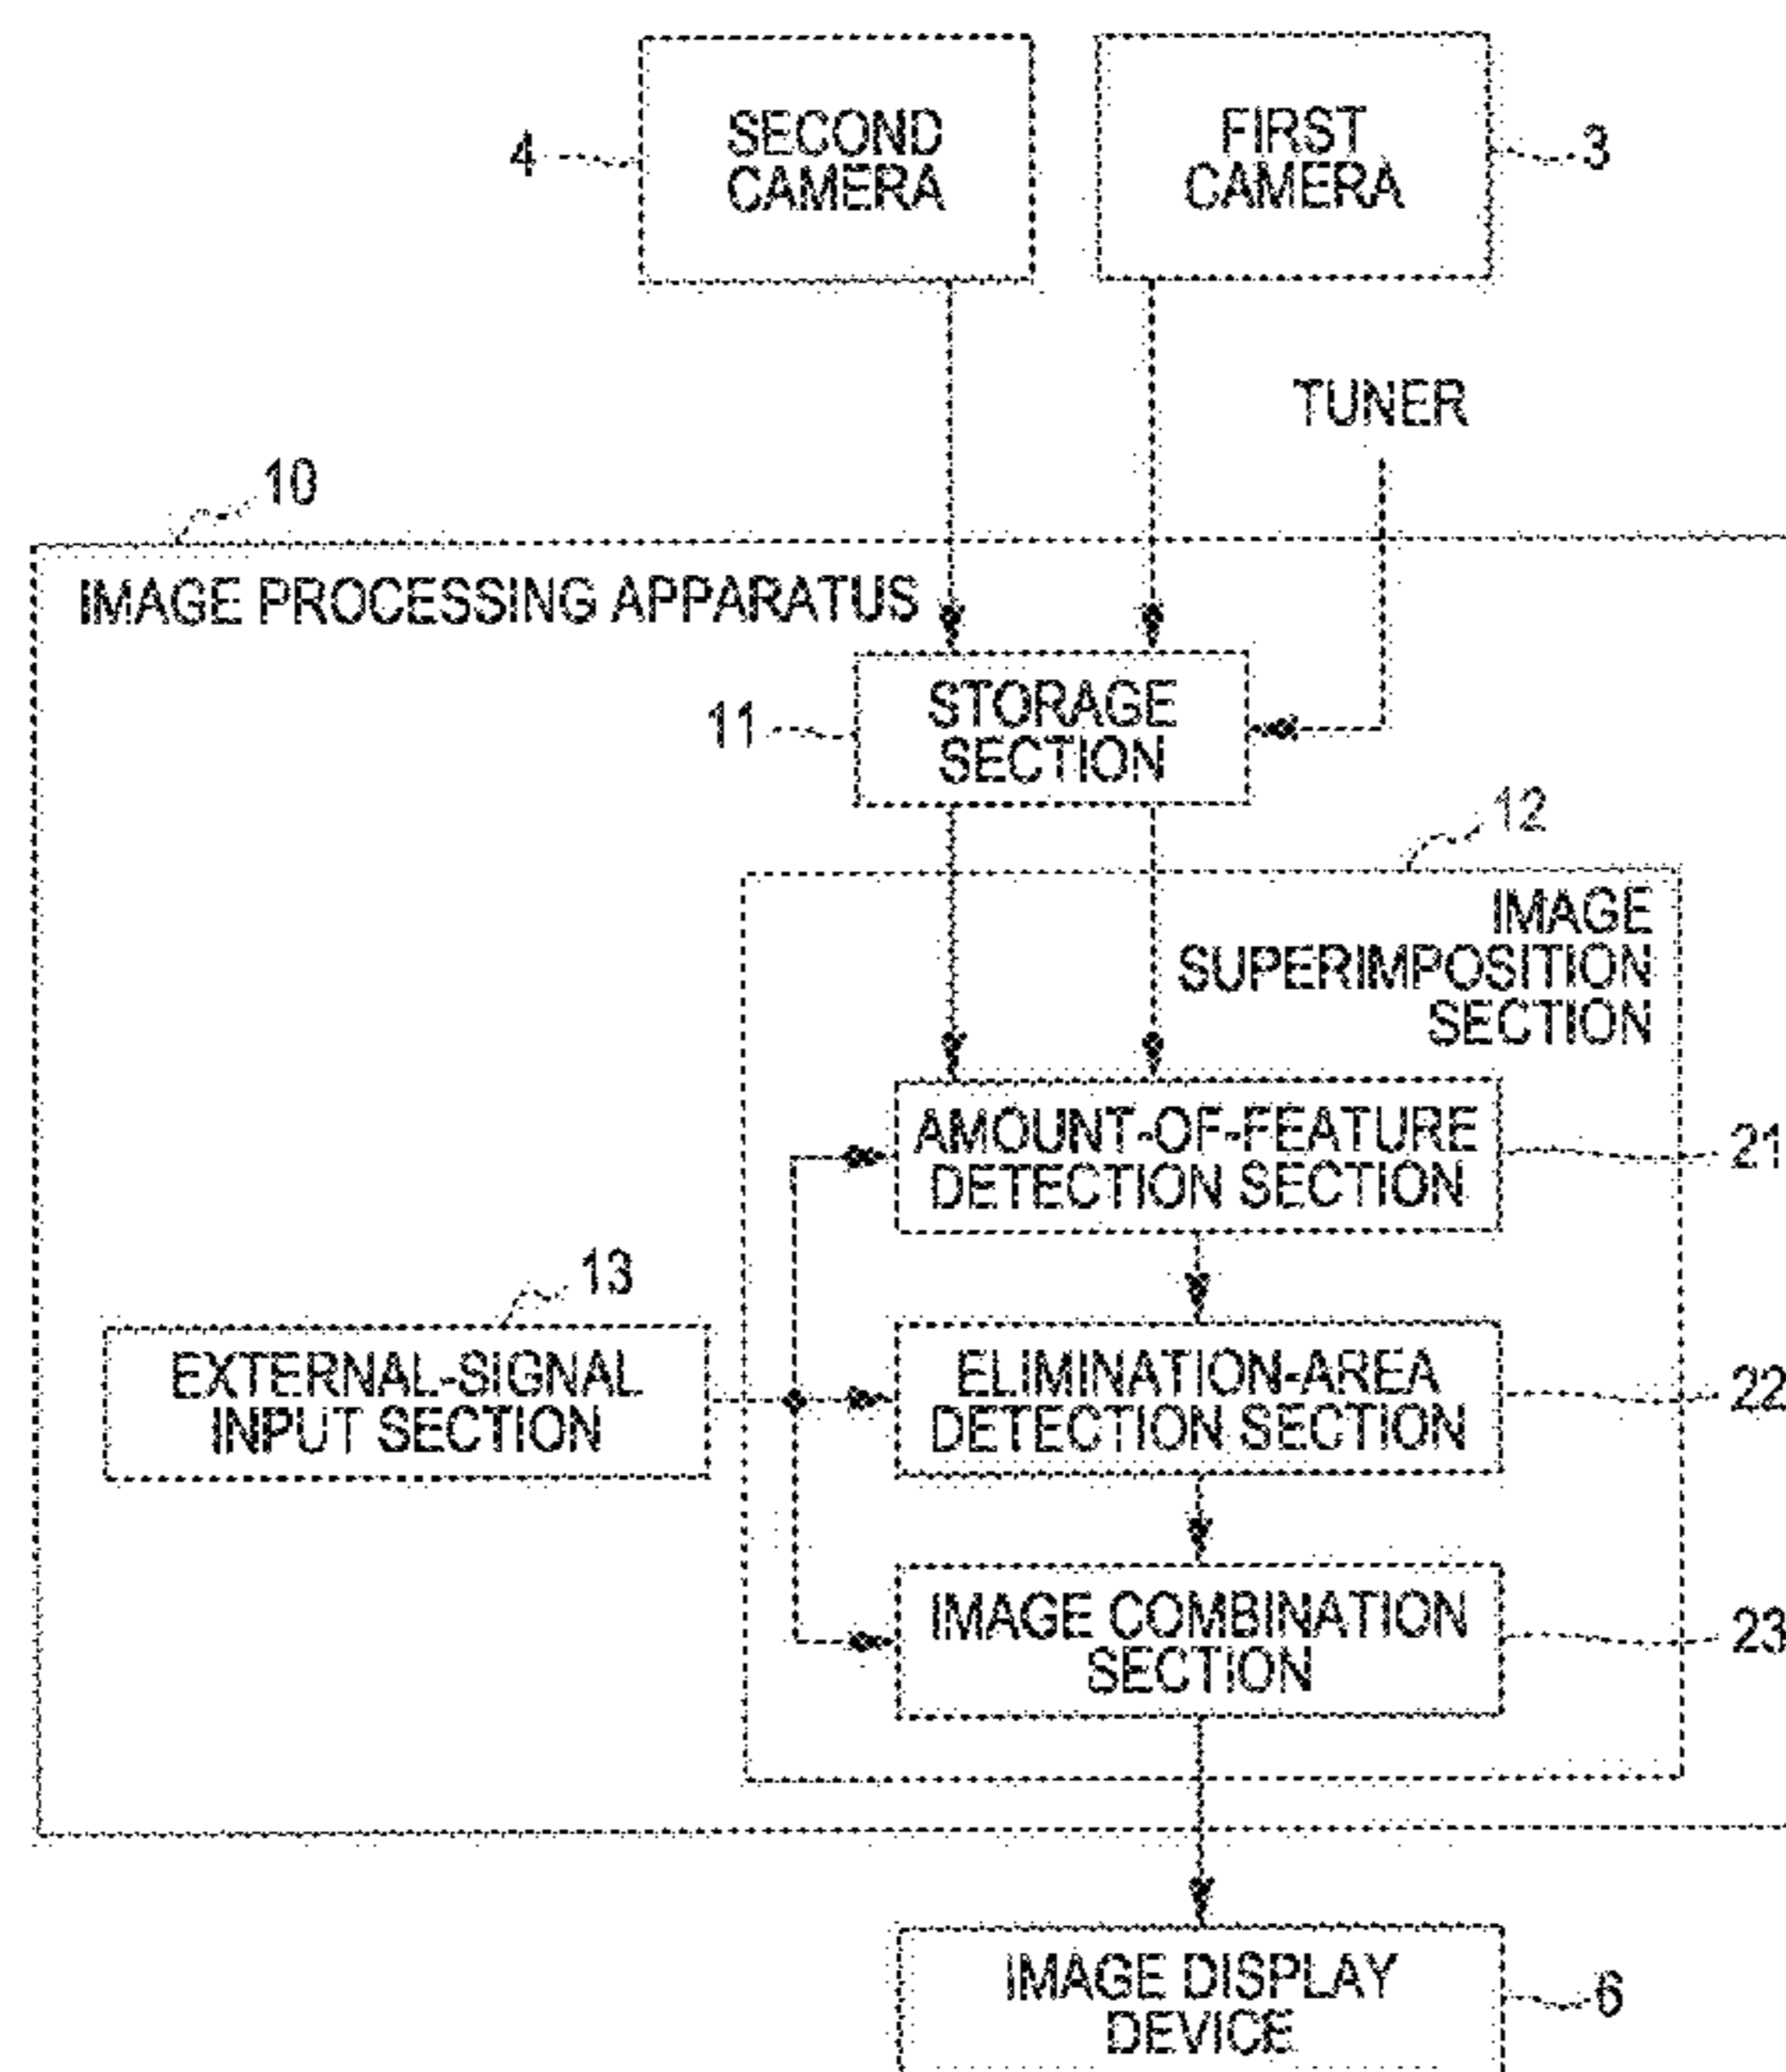 4
SECOND
CAMERA
FIRST
CAMERA
3
TUNER
10
IMAGE PROCESSING APPARATUS
11
STORAGE
SECTION
12
IMAGE
SUPERIMPOSITION
SECTION
AMOUNT-OF-FEATURE
DETECTION SECTION
21
13
EXTERNAL-SIGNAL
INPUT SECTION
ELIMINATION-AREA
DETECTION SECTION
22
IMAGE COMBINATION
SECTION
23
IMAGE DISPLAY
DEVICE
6